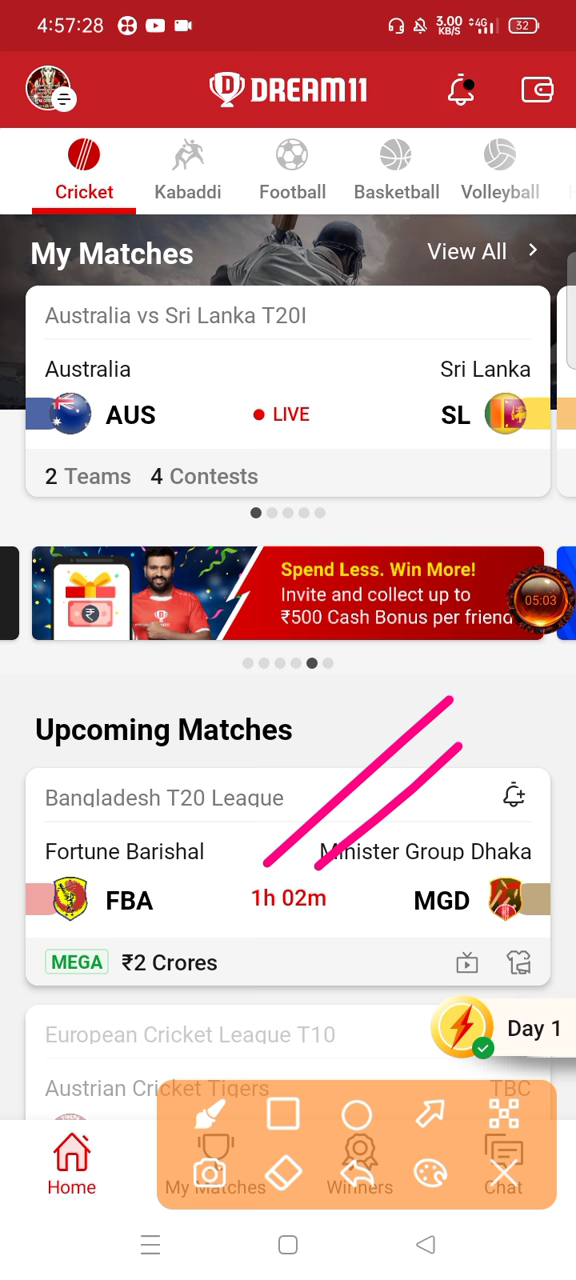 4:57:28 3.00 KB/S 4G 32
DREAM11
Cricket Kabaddi Football Basketball Volleyball
My Matches View All
Australia vs Sri Lanka T20I
Australia Sri Lanka
AUS LIVE SL
2 Teams 4 Contests
Spend Less. Win More!
Invite and collect up to
₹500 Cash Bonus per friend
05:03
Upcoming Matches
Bangladesh T20 League
Fortune Barishal Minister Group Dhaka
FBA 1h 02m MGD
MEGA ₹2 Crores
European Cricket League T10
Day 1
Austrian Cricket Tigers TBC
Home My Matches Winners Chat